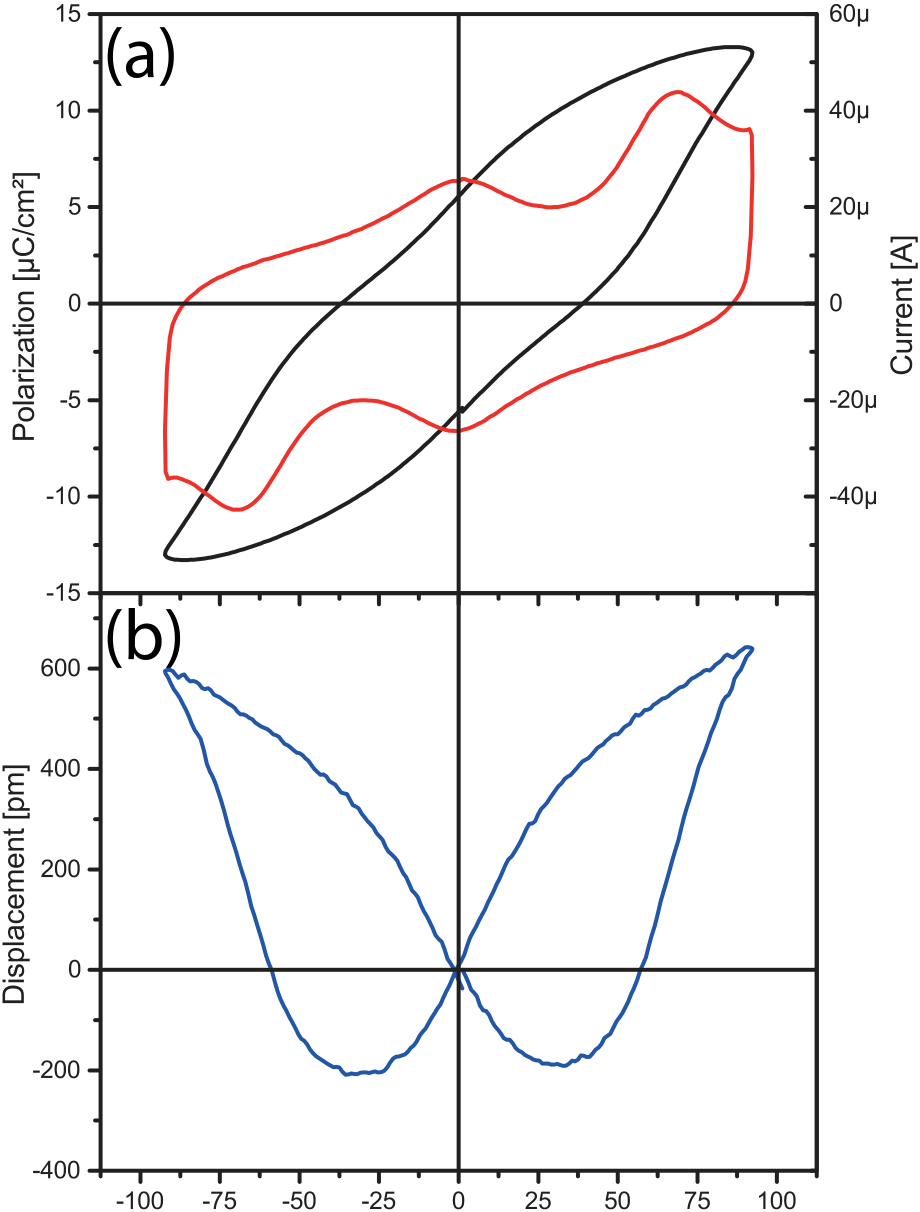 (a)
15
10
5
0
-5
-10
-15
Polarization [µC/cm²]
60µ
40µ
20µ
0
-20µ
-40µ
Current [A]
(b)
600
400
200
0
-200
-400
Displacement [pm]
-100 -75 -50 -25 0 25 50 75 100